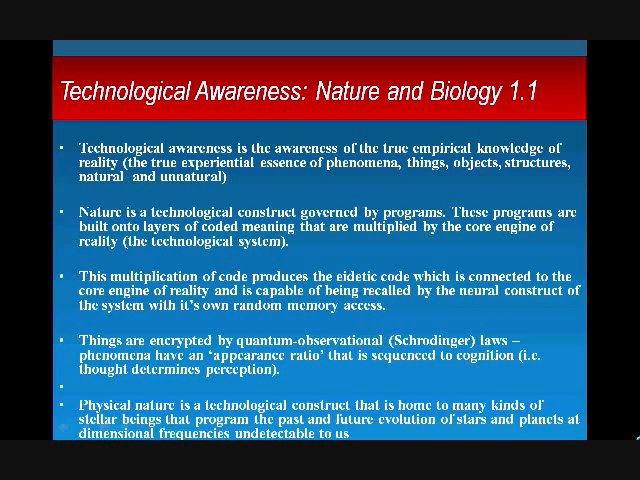 Technological Awareness: Nature and Biology 1.1
• Technological awareness is the awareness of the true empirical knowledge of
reality (the true experiential essence of phenomena, things, objects, structures,
natural and unnatural)
• Nature is a technological construct governed by programs. These programs are
built onto layers of coded meaning that are multiplied by the core engine of
reality (the technological system).
• This multiplication of code produces the eidetic code which is connected to the
core engine of reality and is capable of being recalled by the neural construct of
the system with it's own random memory access.
• Things are encrypted by quantum-observational (Schrodinger) laws –
phenomena have an 'appearance ratio' that is sequenced to cognition (i.e.
thought determines perception).
•
• Physical nature is a technological construct that is home to many kinds of
stellar beings that program the past and future evolution of stars and planets at
dimensional frequencies undetectable to us